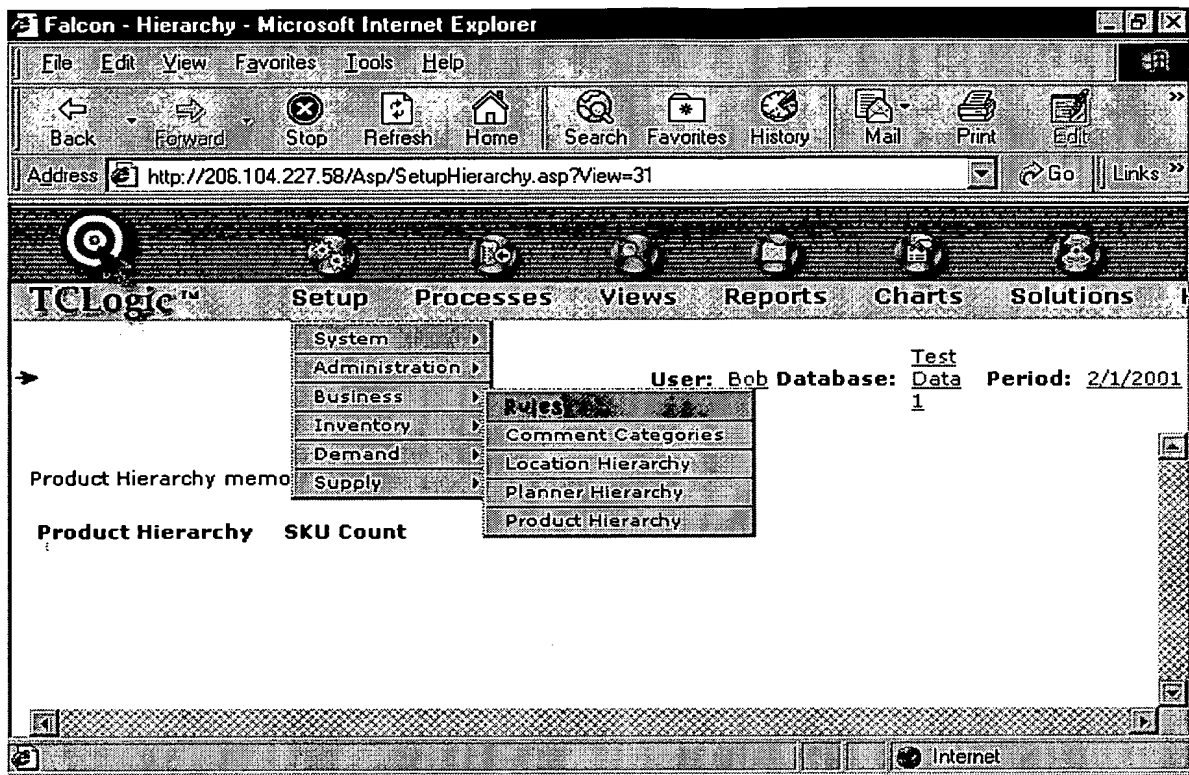 Falcon - Hierarchy - Microsoft Internet Explorer
File Edit View Favorites Tools Help
Back Forward Stop Refresh Home Search Favorites History Mail Print Edit »
Address http://206.104.227.58/Asp/SetupHierarchy.asp?View=31 Go Links »
TCLogic™ Setup Processes Views Reports Charts Solutions
System
Administration
Business
Inventory
Demand
Supply
Rules
Comment Categories
Location Hierarchy
Planner Hierarchy
Product Hierarchy
User: Bob Database: Test Data 1 Period: 2/1/2001
Product Hierarchy memo
Product Hierarchy SKU Count
Internet